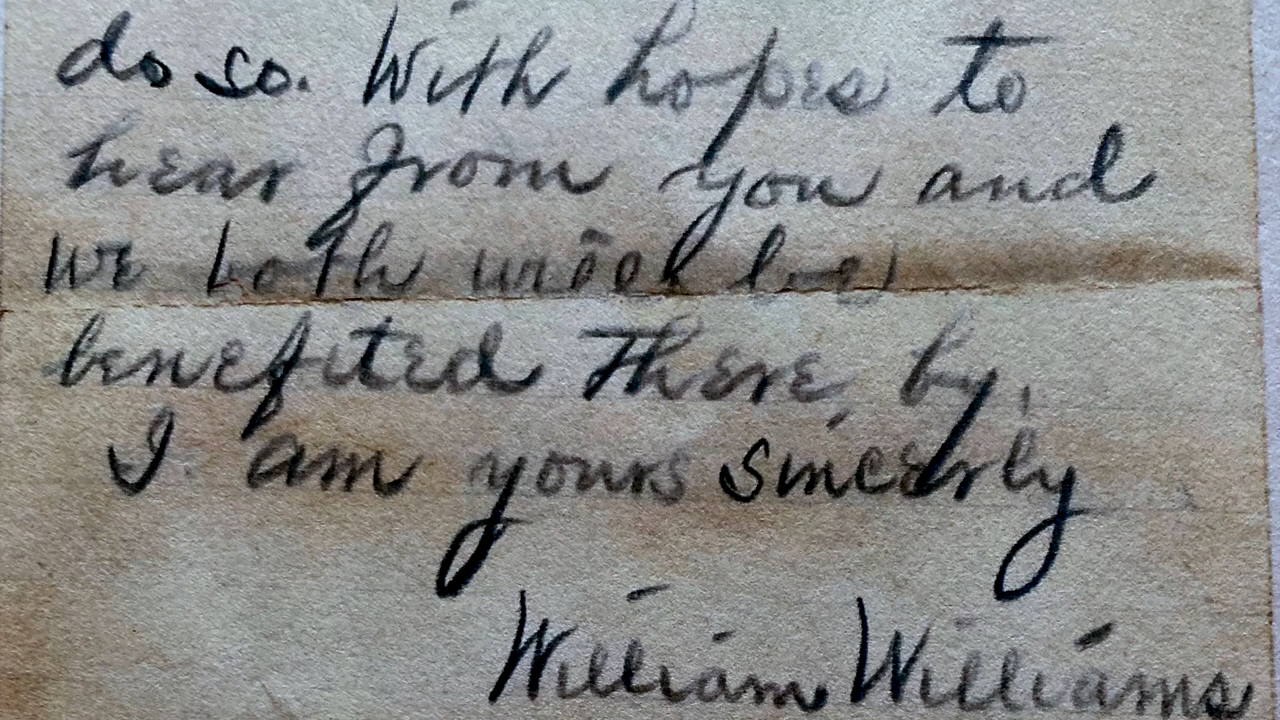 do so. With hopes to
hear from you and
we both will be
benefited there, by,
I am yours sincerly
William Williams